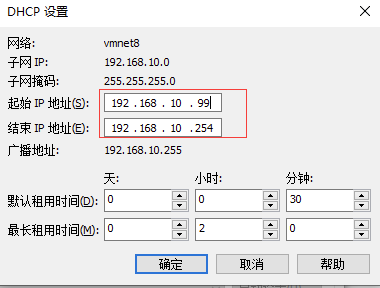 DHCP 设置
网络: vmnet8
子网 IP: 192.168.10.0
子网掩码: 255.255.255.0
起始 IP 地址(S): 192 .168 . 10 . 99
结束 IP 地址(E): 192 .168 . 10 .254
广播地址: 192.168.10.255
天: 小时: 分钟:
默认租用时间(D): 0 0 30
最长租用时间(M): 0 2 0
确定 取消 帮助